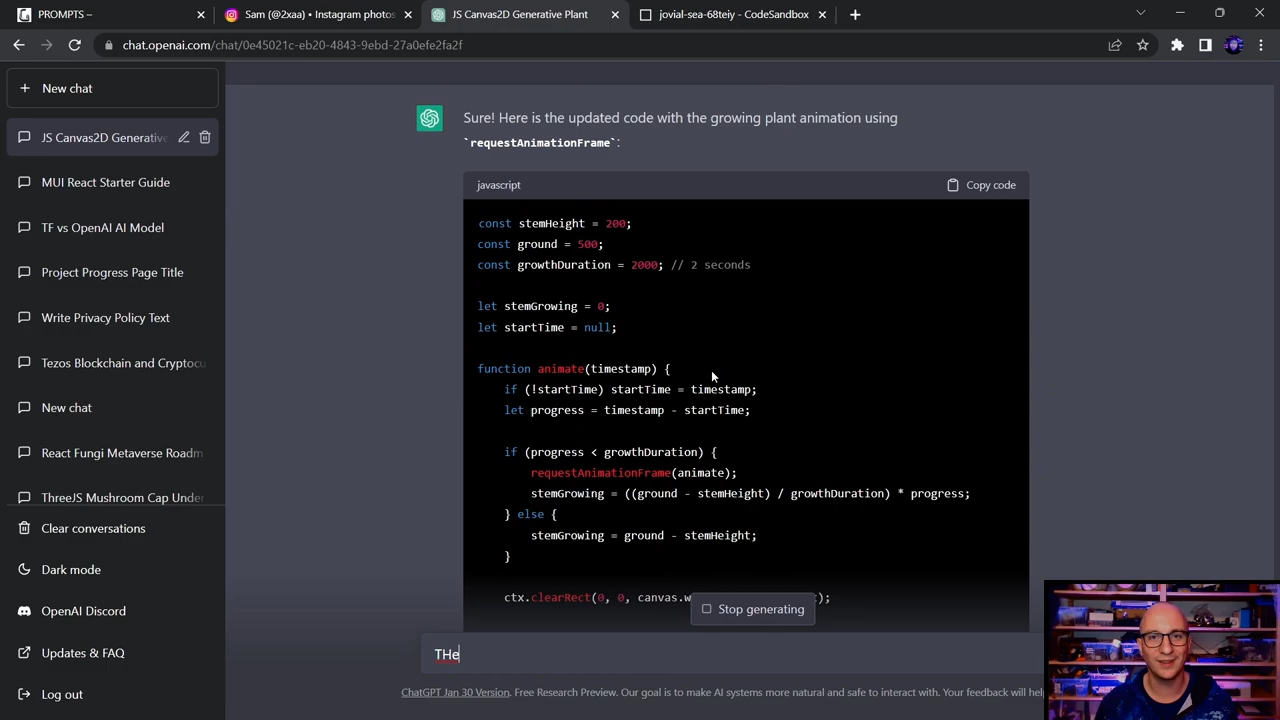 PROMPTS –
Sam (@2xaa) • Instagram photos
JS Canvas2D Generative Plant
jovial-sea-68teiy - CodeSandbox
chat.openai.com/chat/0e45021c-eb20-4843-9ebd-27a0efe2fa2f
New chat
JS Canvas2D Generative
MUI React Starter Guide
TF vs OpenAI AI Model
Project Progress Page Title
Write Privacy Policy Text
Tezos Blockchain and Cryptocu
New chat
React Fungi Metaverse Roadm
ThreeJS Mushroom Cap Under
Clear conversations
Dark mode
OpenAI Discord
Updates & FAQ
Log out
Sure! Here is the updated code with the growing plant animation using
`requestAnimationFrame`:
javascript
Copy code
const stemHeight = 200;
const ground = 500;
const growthDuration = 2000; // 2 seconds
let stemGrowing = 0;
let startTime = null;
function animate(timestamp) {
if (!startTime) startTime = timestamp;
let progress = timestamp - startTime;
if (progress < growthDuration) {
requestAnimationFrame(animate);
stemGrowing = ((ground - stemHeight) / growthDuration) * progress;
} else {
stemGrowing = ground - stemHeight;
}
ctx.clearRect(0, 0, canvas.w
);
Stop generating
THe
ChatGPT Jan 30 Version. Free Research Preview. Our goal is to make AI systems more natural and safe to interact with. Your feedback will hel